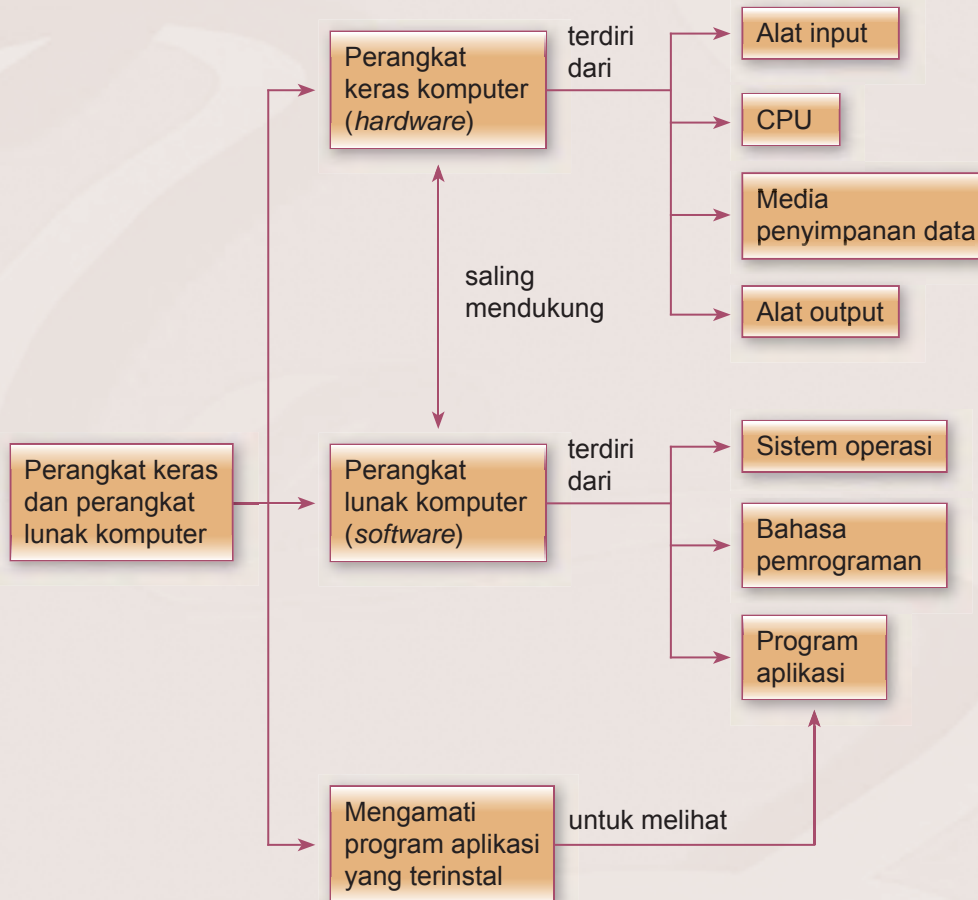 Perangkat
keras komputer
(hardware)
terdiri
dari
Alat input
CPU
Media
penyimpanan data
Alat output
saling
mendukung
Perangkat keras
dan perangkat
lunak komputer
Perangkat
lunak komputer
(software)
terdiri
dari
Sistem operasi
Bahasa
pemrograman
Program
aplikasi
Mengamati
program aplikasi
yang terinstal
untuk melihat